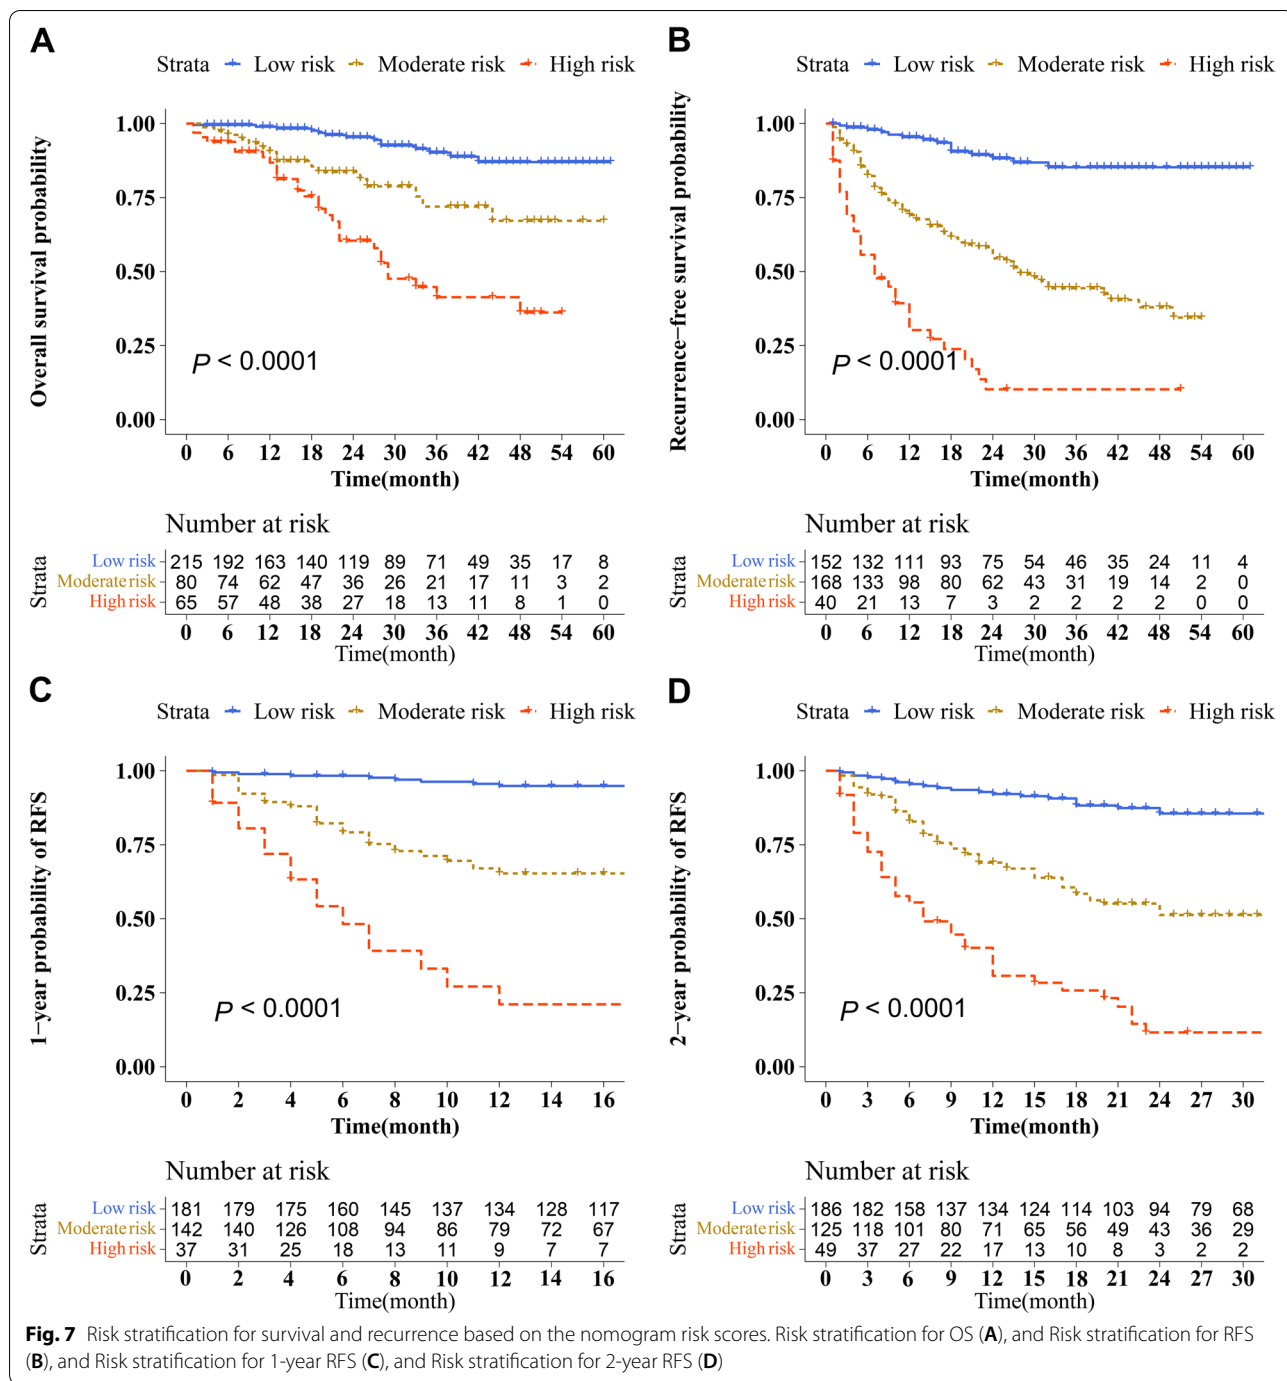 A
Strata Low risk Moderate risk High risk
Overall survival probability
1.00
0.75
0.50
0.25
0.00
P < 0.0001
0 6 12 18 24 30 36 42 48 54 60
Time(month)
Number at risk
Strata
Low risk 215 192 163 140 119 89 71 49 35 17 8
Moderate risk 80 74 62 47 36 26 21 17 11 3 2
High risk 65 57 48 38 27 18 13 11 8 1 0
0 6 12 18 24 30 36 42 48 54 60
Time(month)
B
Strata Low risk Moderate risk High risk
Recurrence−free survival probability
1.00
0.75
0.50
0.25
0.00
P < 0.0001
0 6 12 18 24 30 36 42 48 54 60
Time(month)
Number at risk
Strata
Low risk 152 132 111 93 75 54 46 35 24 11 4
Moderate risk 168 133 98 80 62 43 31 19 14 2 0
High risk 40 21 13 7 3 2 2 2 2 0 0
0 6 12 18 24 30 36 42 48 54 60
Time(month)
C
Strata Low risk Moderate risk High risk
1−year probability of RFS
1.00
0.75
0.50
0.25
0.00
P < 0.0001
0 2 4 6 8 10 12 14 16
Time(month)
Number at risk
Strata
Low risk 181 179 175 160 145 137 134 128 117
Moderate risk 142 140 126 108 94 86 79 72 67
High risk 37 31 25 18 13 11 9 7 7
0 2 4 6 8 10 12 14 16
Time(month)
D
Strata Low risk Moderate risk High risk
2−year probability of RFS
1.00
0.75
0.50
0.25
0.00
P < 0.0001
0 3 6 9 12 15 18 21 24 27 30
Time(month)
Number at risk
Strata
Low risk 186 182 158 137 134 124 114 103 94 79 68
Moderate risk 125 118 101 80 71 65 56 49 43 36 29
High risk 49 37 27 22 17 13 10 8 3 2 2
0 3 6 9 12 15 18 21 24 27 30
Time(month)
Fig. 7 Risk stratification for survival and recurrence based on the nomogram risk scores. Risk stratification for OS (A), and Risk stratification for RFS
(B), and Risk stratification for 1-year RFS (C), and Risk stratification for 2-year RFS (D)